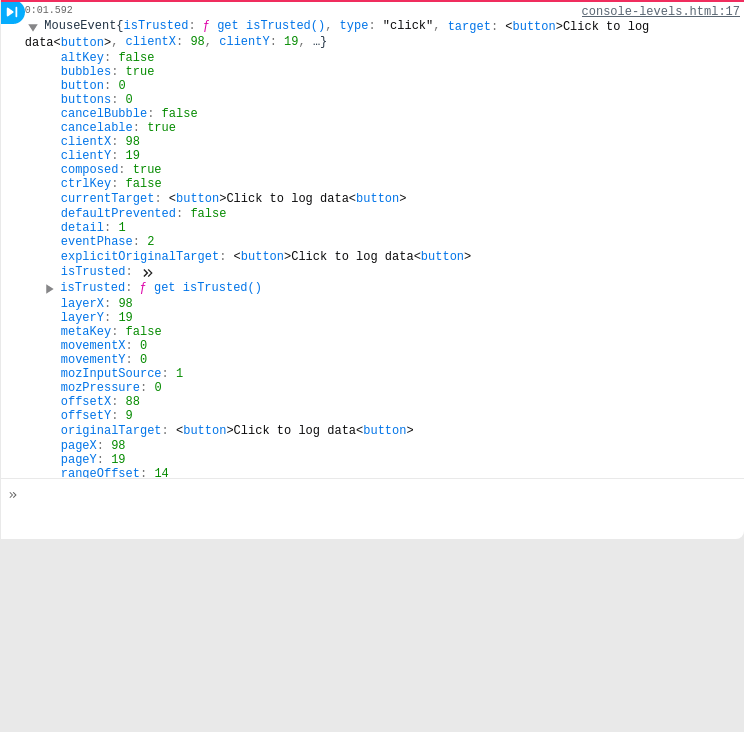 0:01.592 console-levels.html:17
MouseEvent{isTrusted: ƒ get isTrusted(), type: "click", target: <button>Click to log
data<button>, clientX: 98, clientY: 19, …}
altKey: false
bubbles: true
button: 0
buttons: 0
cancelBubble: false
cancelable: true
clientX: 98
clientY: 19
composed: true
ctrlKey: false
currentTarget: <button>Click to log data<button>
defaultPrevented: false
detail: 1
eventPhase: 2
explicitOriginalTarget: <button>Click to log data<button>
isTrusted: »
isTrusted: ƒ get isTrusted()
layerX: 98
layerY: 19
metaKey: false
movementX: 0
movementY: 0
mozInputSource: 1
mozPressure: 0
offsetX: 88
offsetY: 9
originalTarget: <button>Click to log data<button>
pageX: 98
pageY: 19
rangeOffset: 14
»